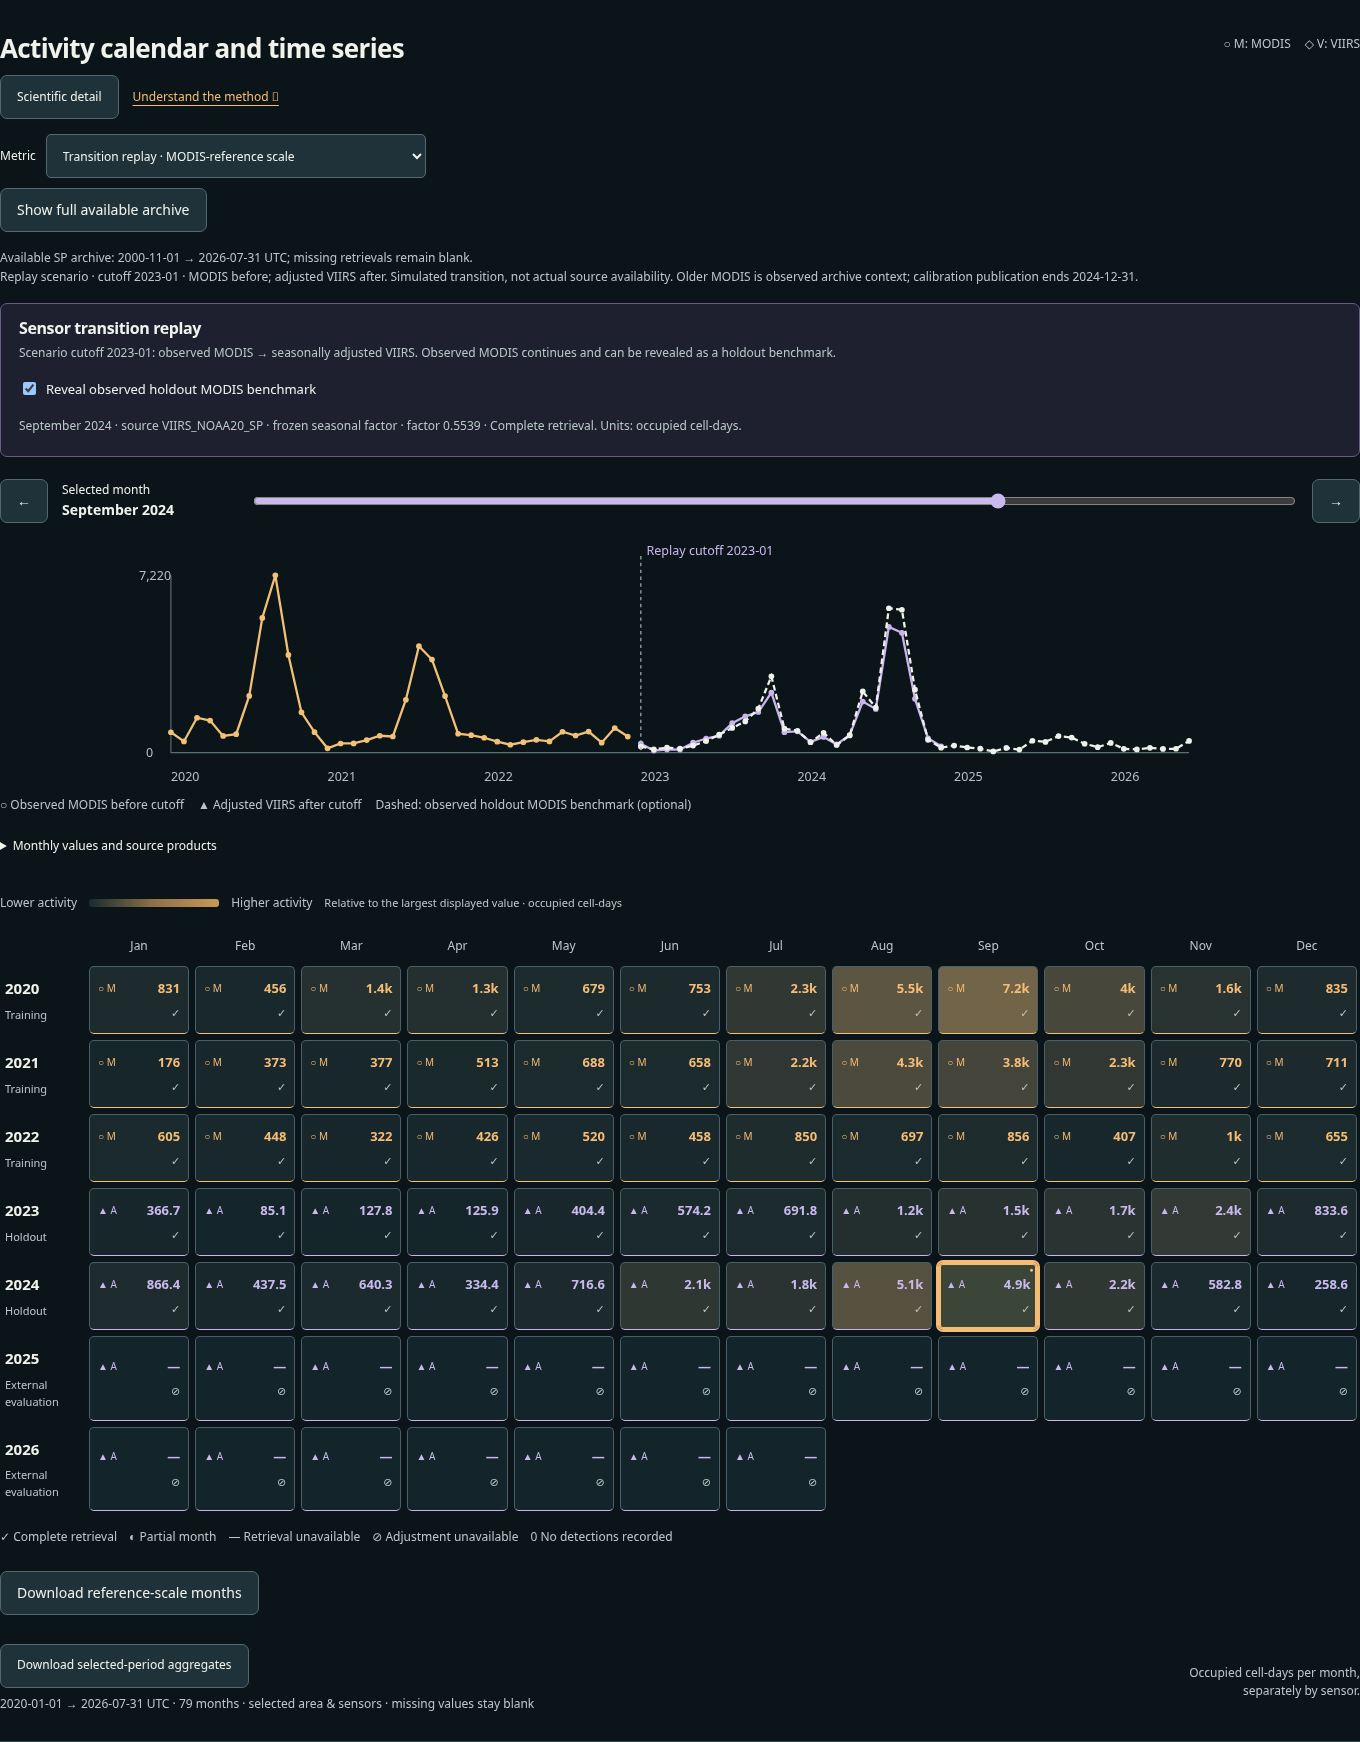 Activity calendar and time series
○ M: MODIS ◇ V: VIIRS
Scientific detail
Understand the method
Metric
Transition replay · MODIS-reference scale
Show full available archive
Available SP archive: 2000-11-01 → 2026-07-31 UTC; missing retrievals remain blank.
Replay scenario · cutoff 2023-01 · MODIS before; adjusted VIIRS after. Simulated transition, not actual source availability. Older MODIS is observed archive context; calibration publication ends 2024-12-31.
Sensor transition replay
Scenario cutoff 2023-01: observed MODIS → seasonally adjusted VIIRS. Observed MODIS continues and can be revealed as a holdout benchmark.
Reveal observed holdout MODIS benchmark
September 2024 · source VIIRS_NOAA20_SP · frozen seasonal factor · factor 0.5539 · Complete retrieval. Units: occupied cell-days.
←
Selected month
September 2024
→
Replay cutoff 2023-01
7,220
0
2020 2021 2022 2023 2024 2025 2026
○ Observed MODIS before cutoff ▲ Adjusted VIIRS after cutoff Dashed: observed holdout MODIS benchmark (optional)
▶ Monthly values and source products
Lower activity Higher activity Relative to the largest displayed value · occupied cell-days
Jan Feb Mar Apr May Jun Jul Aug Sep Oct Nov Dec
2020 ○ M 831 ○ M 456 ○ M 1.4k ○ M 1.3k ○ M 679 ○ M 753 ○ M 2.3k ○ M 5.5k ○ M 7.2k ○ M 4k ○ M 1.6k ○ M 835
Training ✓ ✓ ✓ ✓ ✓ ✓ ✓ ✓ ✓ ✓ ✓ ✓
2021 ○ M 176 ○ M 373 ○ M 377 ○ M 513 ○ M 688 ○ M 658 ○ M 2.2k ○ M 4.3k ○ M 3.8k ○ M 2.3k ○ M 770 ○ M 711
Training ✓ ✓ ✓ ✓ ✓ ✓ ✓ ✓ ✓ ✓ ✓ ✓
2022 ○ M 605 ○ M 448 ○ M 322 ○ M 426 ○ M 520 ○ M 458 ○ M 850 ○ M 697 ○ M 856 ○ M 407 ○ M 1k ○ M 655
Training ✓ ✓ ✓ ✓ ✓ ✓ ✓ ✓ ✓ ✓ ✓ ✓
2023 ▲ A 366.7 ▲ A 85.1 ▲ A 127.8 ▲ A 125.9 ▲ A 404.4 ▲ A 574.2 ▲ A 691.8 ▲ A 1.2k ▲ A 1.5k ▲ A 1.7k ▲ A 2.4k ▲ A 833.6
Holdout ✓ ✓ ✓ ✓ ✓ ✓ ✓ ✓ ✓ ✓ ✓ ✓
2024 ▲ A 866.4 ▲ A 437.5 ▲ A 640.3 ▲ A 334.4 ▲ A 716.6 ▲ A 2.1k ▲ A 1.8k ▲ A 5.1k ▲ A 4.9k ▲ A 2.2k ▲ A 582.8 ▲ A 258.6
Holdout ✓ ✓ ✓ ✓ ✓ ✓ ✓ ✓ ✓ ✓ ✓ ✓
2025 ▲ A — ▲ A — ▲ A — ▲ A — ▲ A — ▲ A — ▲ A — ▲ A — ▲ A — ▲ A — ▲ A — ▲ A —
External ⊘ ⊘ ⊘ ⊘ ⊘ ⊘ ⊘ ⊘ ⊘ ⊘ ⊘ ⊘
evaluation
2026 ▲ A — ▲ A — ▲ A — ▲ A — ▲ A — ▲ A — ▲ A —
External ⊘ ⊘ ⊘ ⊘ ⊘ ⊘ ⊘
evaluation
✓ Complete retrieval ◖ Partial month — Retrieval unavailable ⊘ Adjustment unavailable 0 No detections recorded
Download reference-scale months
Download selected-period aggregates
2020-01-01 → 2026-07-31 UTC · 79 months · selected area & sensors · missing values stay blank
Occupied cell-days per month,
separately by sensor.